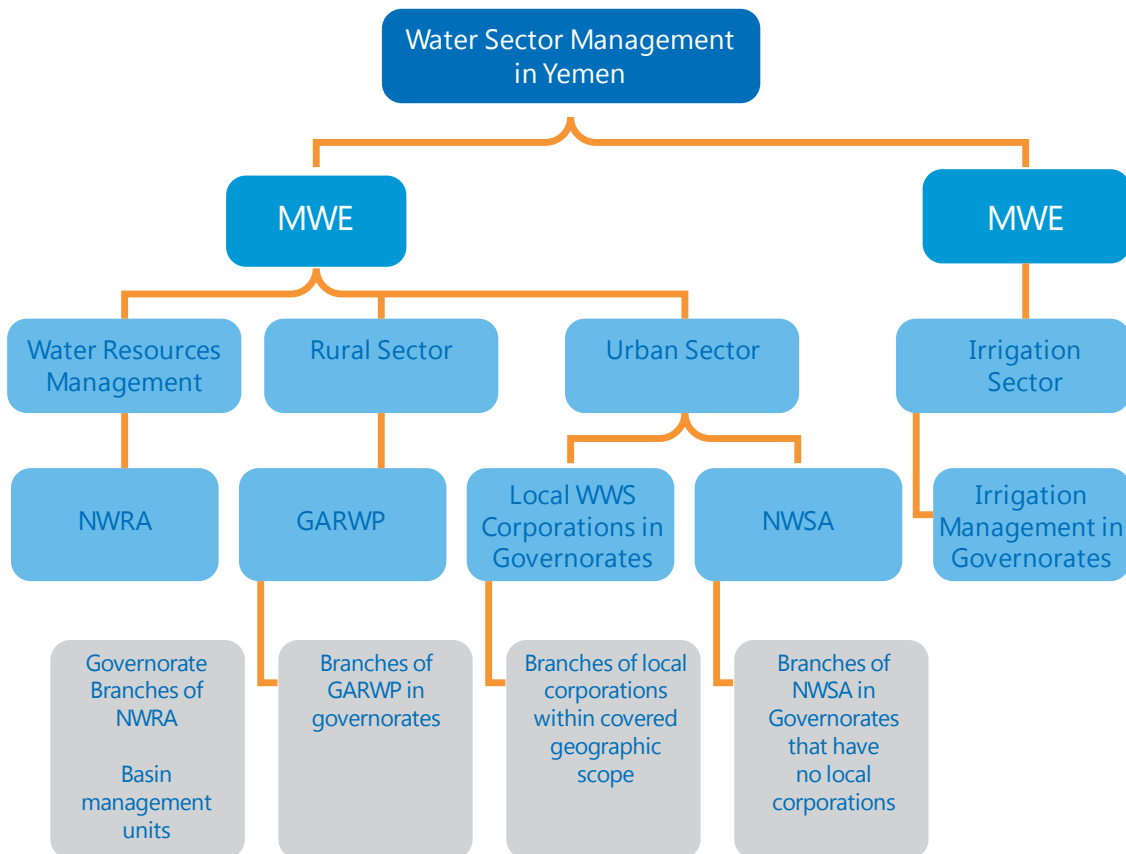 Water Sector Management
in Yemen
MWE
MWE
Water Resources
Management
Rural Sector
Urban Sector
Irrigation
Sector
NWRA
GARWP
Local WWS
Corporations in
Governorates
NWSA
Irrigation
Management in
Governorates
Governorate
Branches of
NWRA
Basin
management
units
Branches of
GARWP in
governorates
Branches of local
corporations
within covered
geographic
scope
Branches of
NWSA in
Governorates
that have
no local
corporations